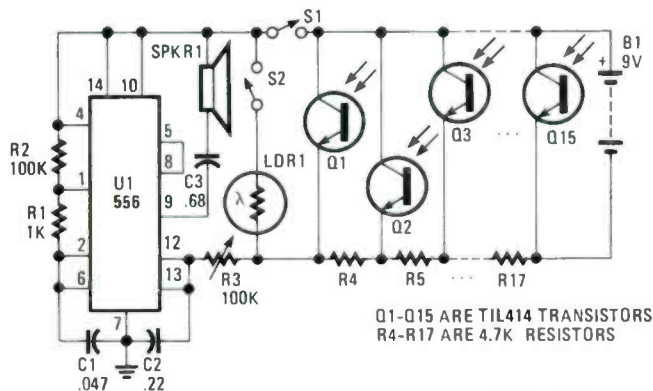 S1
SPKR1
B1
+
9V
14
10
S2
4
5
8
R2
100K
1
U1
556
C3
.68
9
LDR1
λ
Q1
Q2
Q3
Q15
R1
1K
2
6
12
13
R3
100K
R4
R5
R17
7
C1
.047
C2
.22
Q1-Q15 ARE TIL414 TRANSISTORS
R4-R17 ARE 4.7K RESISTORS